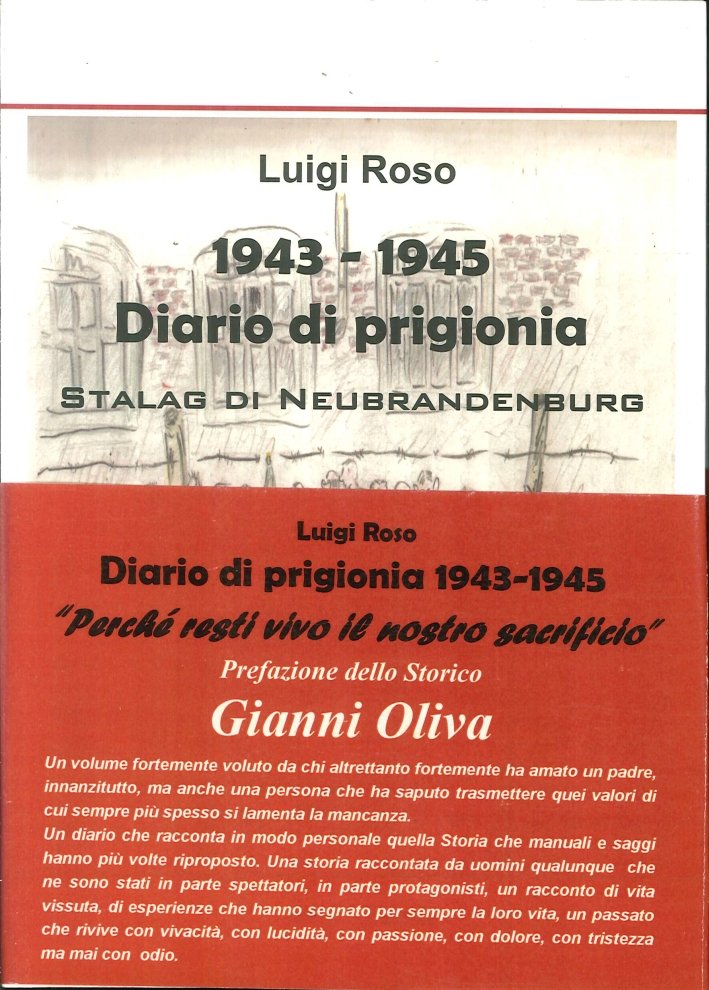 Luigi Roso
1943 - 1945
Diario di prigionia
STALAG DI NEUBRANDENBURG
Luigi Roso
Diario di prigionia 1943-1945
"Perché resti vivo il nostro sacrificio"
Prefazione dello Storico
Gianni Oliva
Un volume fortemente voluto da chi altrettanto fortemente ha amato un padre,
innanzitutto, ma anche una persona che ha saputo trasmettere quei valori di
cui sempre più spesso si lamenta la mancanza.
Un diario che racconta in modo personale quella Storia che manuali e saggi
hanno più volte riproposto. Una storia raccontata da uomini qualunque che
ne sono stati in parte spettatori, in parte protagonisti, un racconto di vita
vissuta, di esperienze che hanno segnato per sempre la loro vita, un passato
che rivive con vivacità, con lucidità, con passione, con dolore, con tristezza
ma mai con odio.